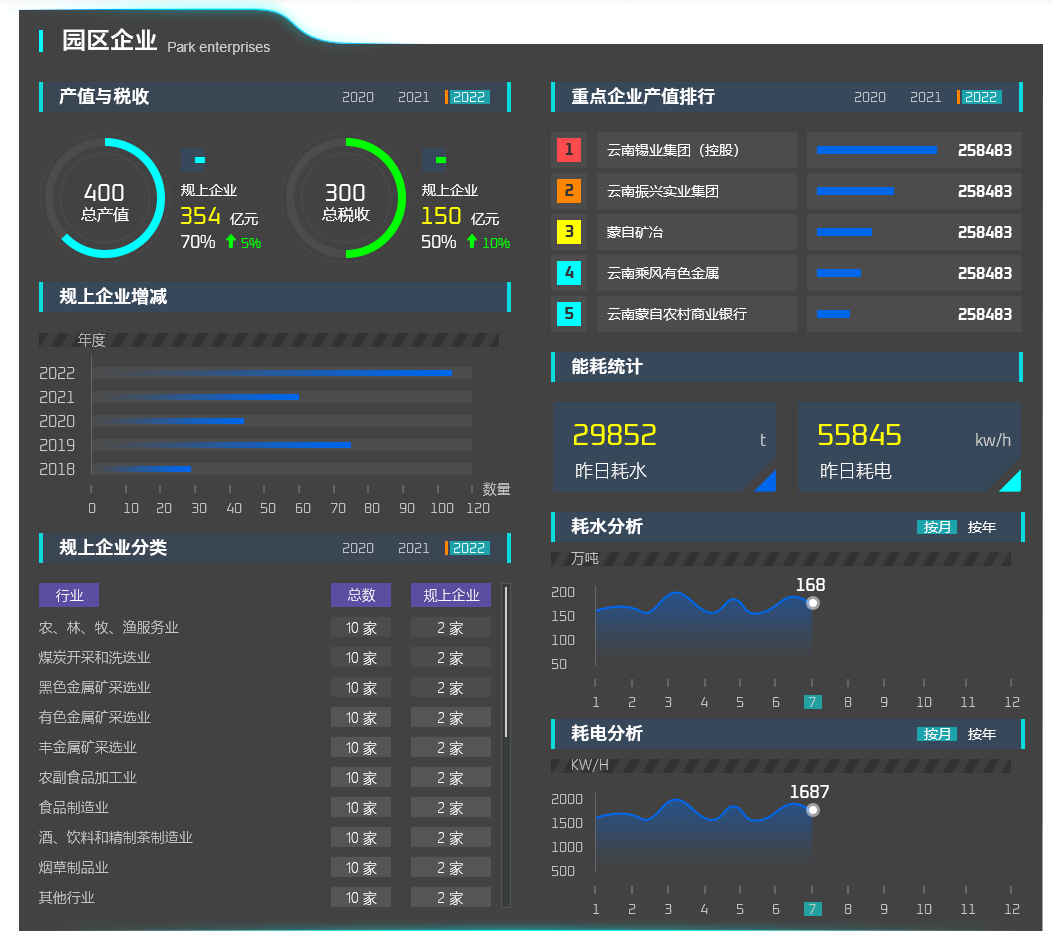 园区企业 Park enterprises
产值与税收 2020 2021 2022
400
总产值
规上企业
354 亿元
70% 5%
300
总税收
规上企业
150 亿元
50% 10%
规上企业增减
年度
2022
2021
2020
2019
2018
数量
0 10 20 30 40 50 60 70 80 90 100 120
规上企业分类 2020 2021 2022
行业 总数 规上企业
农、林、牧、渔服务业 10 家 2 家
煤炭开采和洗迭业 10 家 2 家
黑色金属矿采选业 10 家 2 家
有色金属矿采选业 10 家 2 家
丰金属矿采选业 10 家 2 家
农副食品加工业 10 家 2 家
食品制造业 10 家 2 家
酒、饮料和精制茶制造业 10 家 2 家
烟草制品业 10 家 2 家
其他行业 10 家 2 家
重点企业产值排行 2020 2021 2022
1 云南锡业集团（控股） 258483
2 云南振兴实业集团 258483
3 蒙自矿冶 258483
4 云南乘风有色金属 258483
5 云南蒙自农村商业银行 258483
能耗统计
29852 t
昨日耗水
55845 kw/h
昨日耗电
耗水分析 按月 按年
万吨
168
200
150
100
50
1 2 3 4 5 6 7 8 9 10 11 12
耗电分析 按月 按年
KW/H
1687
2000
1500
1000
500
1 2 3 4 5 6 7 8 9 10 11 12